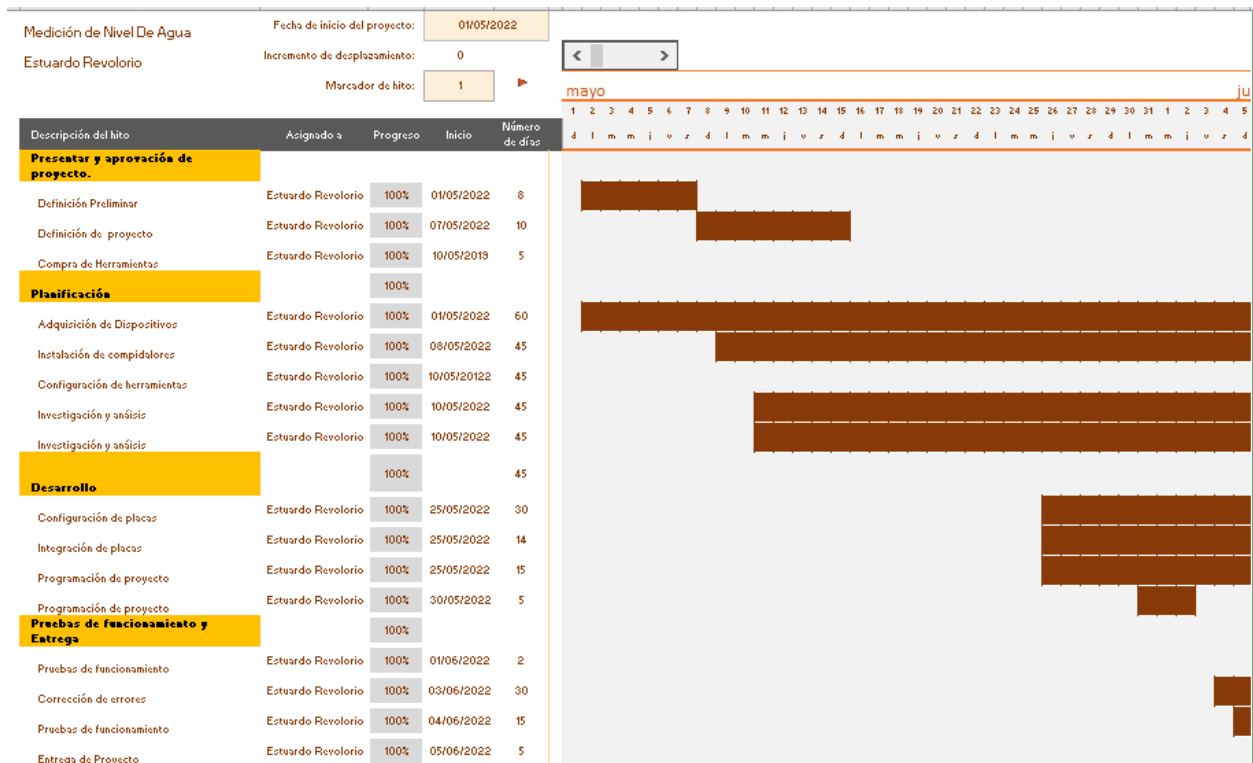 Medición de Nivel De Agua
Fecha de inicio del proyecto: 01/05/2022
Estuardo Revolorio
Incremento de desplazamiento: 0
Marcador de hito: 1
mayo ju
1 2 3 4 5 6 7 8 9 10 11 12 13 14 15 16 17 18 19 20 21 22 23 24 25 26 27 28 29 30 31 1 2 3 4 5
d l m m j v s d l m m j v s d l m m j v s d l m m j v s d l m m j v s d
Descripción del hito Asignado a Progreso Inicio Número de días
Presentar y aprovación de
proyecto.
Definición Preliminar Estuardo Revolorio 100% 01/05/2022 8
Definición de proyecto Estuardo Revolorio 100% 07/05/2022 10
Compra de Herramientas Estuardo Revolorio 100% 10/05/2019 5
Planificación 100%
Adquisición de Dispositivos Estuardo Revolorio 100% 01/05/2022 60
Instalación de compidalores Estuardo Revolorio 100% 08/05/2022 45
Configuración de herramientas Estuardo Revolorio 100% 10/05/20122 45
Investigación y análsis Estuardo Revolorio 100% 10/05/2022 45
Investigación y análsis Estuardo Revolorio 100% 10/05/2022 45
Desarrollo 100% 45
Configuración de placas Estuardo Revolorio 100% 25/05/2022 30
Integración de placas Estuardo Revolorio 100% 25/05/2022 14
Programación de proyecto Estuardo Revolorio 100% 25/05/2022 15
Programación de proyecto Estuardo Revolorio 100% 30/05/2022 5
Pruebas de funcionamiento y
Entrega 100%
Pruebas de funcionamiento Estuardo Revolorio 100% 01/06/2022 2
Corrección de errores Estuardo Revolorio 100% 03/06/2022 30
Pruebas de funcionamiento Estuardo Revolorio 100% 04/06/2022 15
Entrega de Proyecto Estuardo Revolorio 100% 05/06/2022 5